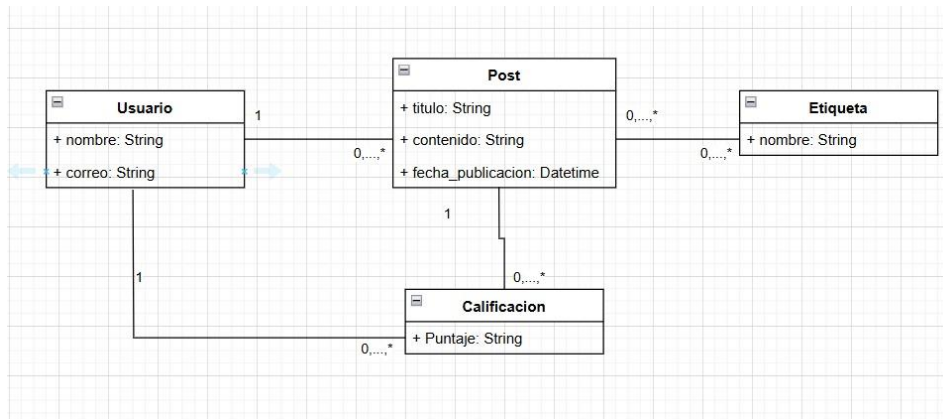 Usuario
+ nombre: String
+ correo: String
1
0,...,*
Post
+ titulo: String
+ contenido: String
+ fecha_publicacion: Datetime
0,...,*
0,...,*
Etiqueta
+ nombre: String
1
0,...,*
1
0,...,*
Calificacion
+ Puntaje: String